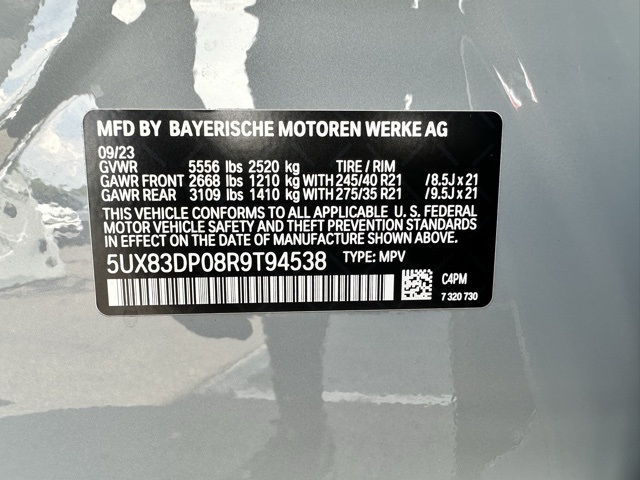 MFD BY BAYERISCHE MOTOREN WERKE AG
09/23
GVWR 5556 lbs 2520 kg TIRE / RIM
GAWR FRONT 2668 lbs 1210 kg WITH 245/40 R21 / 8.5J x 21
GAWR REAR 3109 lbs 1410 kg WITH 275/35 R21 / 9.5J x 21
THIS VEHICLE CONFORMS TO ALL APPLICABLE U. S. FEDERAL
MOTOR VEHICLE SAFETY AND THEFT PREVENTION STANDARDS
IN EFFECT ON THE DATE OF MANUFACTURE SHOWN ABOVE.
5UX83DP08R9T94538 TYPE: MPV
C4PM
7 320 730